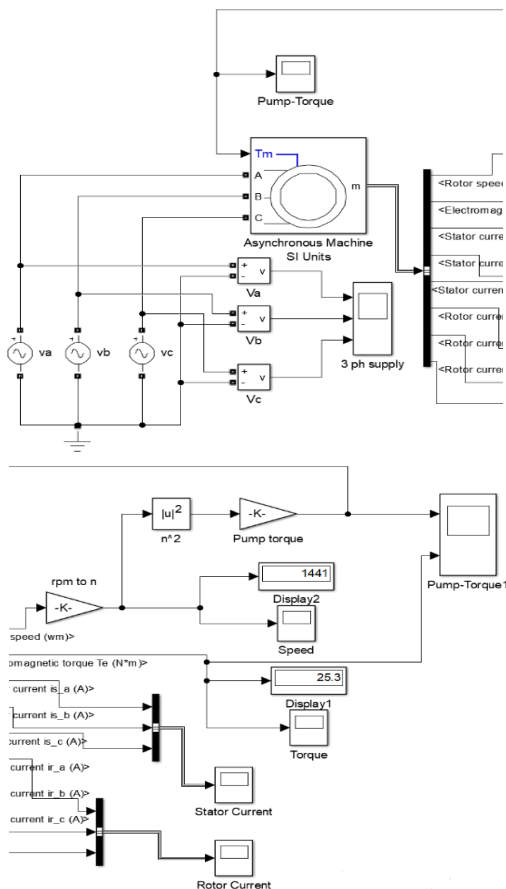 Pump-Torque
Tm
A
B
C
m
Asynchronous Machine
SI Units
<Rotor spee
<Electromag
<Stator curre
<Stator curre
<Stator current
<Rotor curren
<Rotor curre
<Rotor curren
+
-
v
Va
+
-
v
Vb
+
-
v
Vc
3 ph supply
va
vb
vc
|u|²
n^2
-K-
Pump torque
Pump-Torque1
rpm to n
-K-
1441
Display2
Speed
speed (wm)>
omagnetic torque Te (N*m)>
25.3
Display1
Torque
current is_a (A)>
current is_b (A)>
current is_c (A)>
current ir_a (A)>
current ir_b (A)>
current ir_c (A)>
Stator Current
Rotor Current